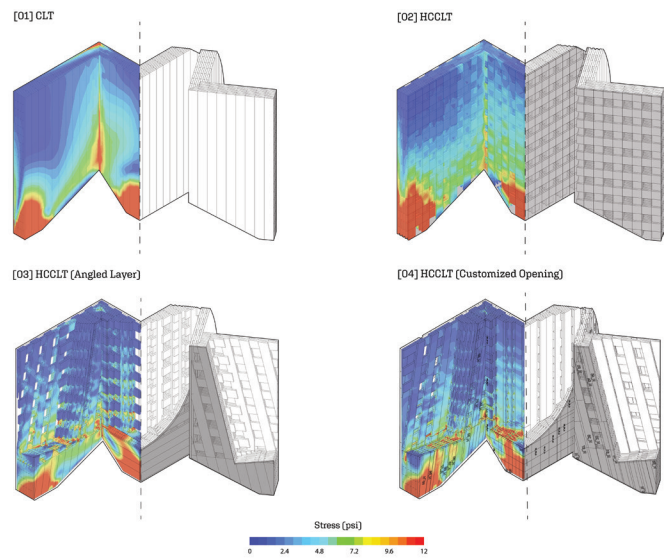 [01] CLT
[02] HCCLT
[03] HCCLT (Angled Layer)
[04] HCCLT (Customized Opening)
Stress (psi)
0 2.4 4.8 7.2 9.6 12